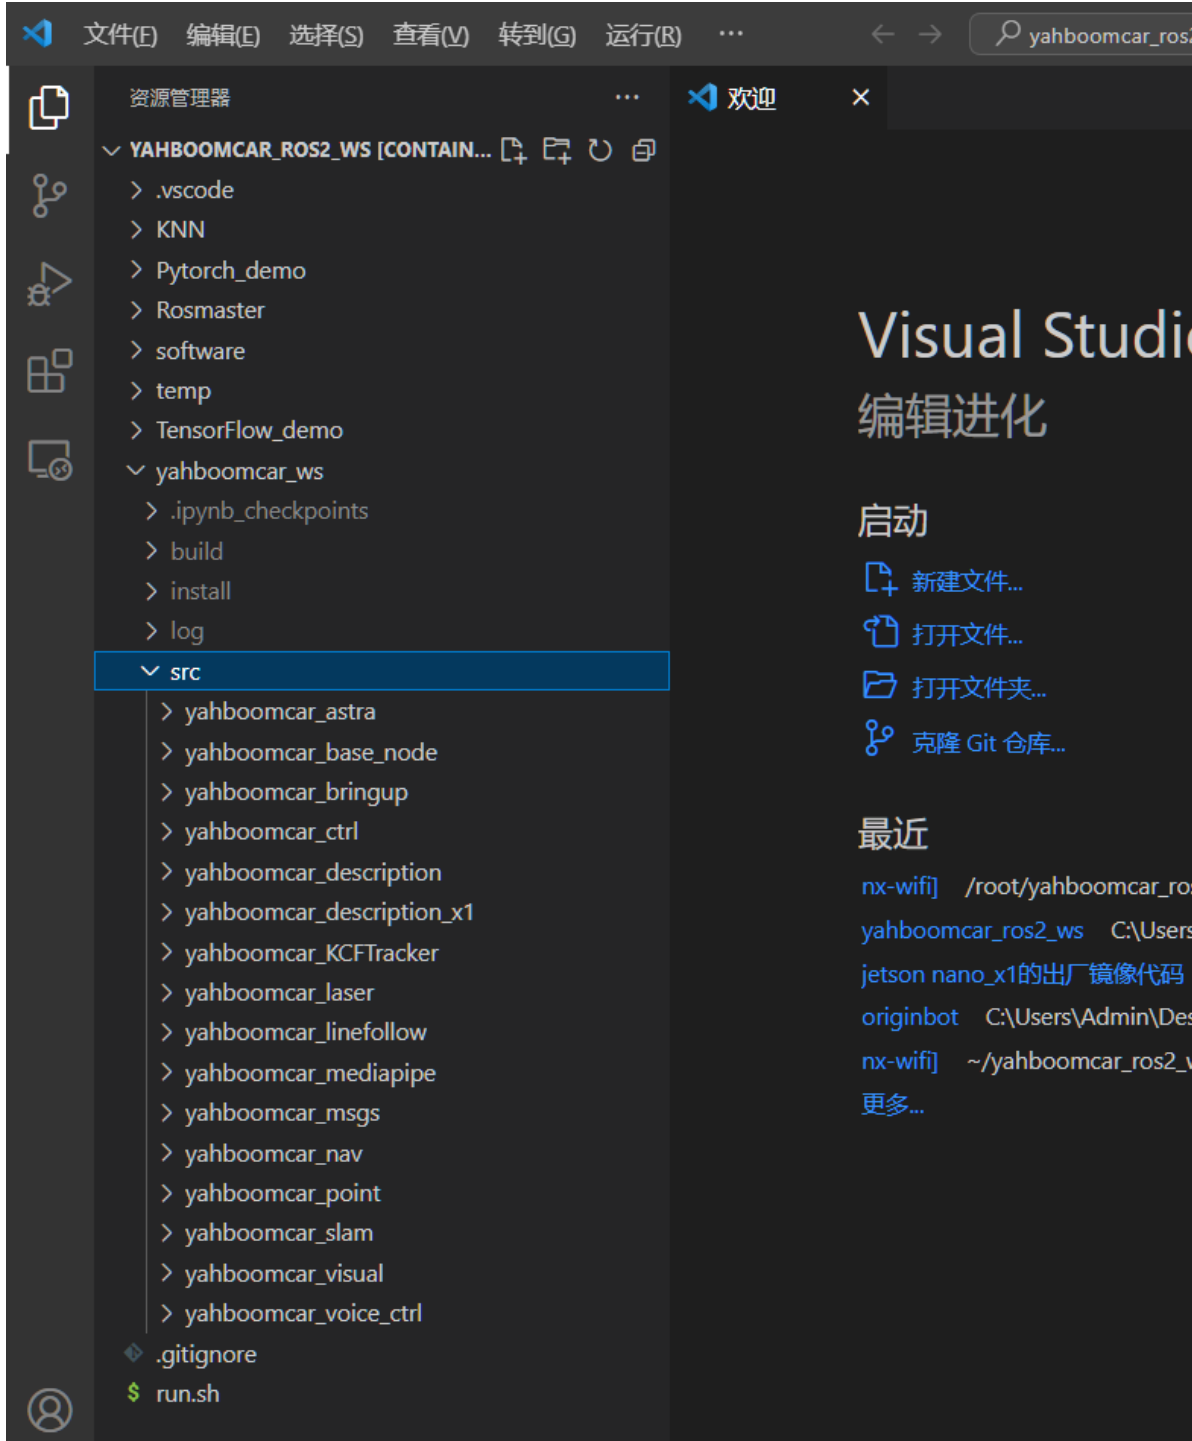 文件(F) 编辑(E) 选择(S) 查看(V) 转到(G) 运行(R) ··· yahboomcar_ros2
资源管理器 ···
欢迎
YAHBOOMCAR_ROS2_WS [CONTAIN...
.vscode
KNN
Pytorch_demo
Rosmaster
software
temp
TensorFlow_demo
yahboomcar_ws
.ipynb_checkpoints
build
install
log
src
yahboomcar_astra
yahboomcar_base_node
yahboomcar_bringup
yahboomcar_ctrl
yahboomcar_description
yahboomcar_description_x1
yahboomcar_KCFTracker
yahboomcar_laser
yahboomcar_linefollow
yahboomcar_mediapipe
yahboomcar_msgs
yahboomcar_nav
yahboomcar_point
yahboomcar_slam
yahboomcar_visual
yahboomcar_voice_ctrl
.gitignore
$ run.sh
Visual Studi
编辑进化
启动
新建文件...
打开文件...
打开文件夹...
克隆 Git 仓库...
最近
nx-wifi] /root/yahboomcar_ros
yahboomcar_ros2_ws C:\Users
jetson nano_x1的出厂镜像代码
originbot C:\Users\Admin\Des
nx-wifi] ~/yahboomcar_ros2_w
更多...